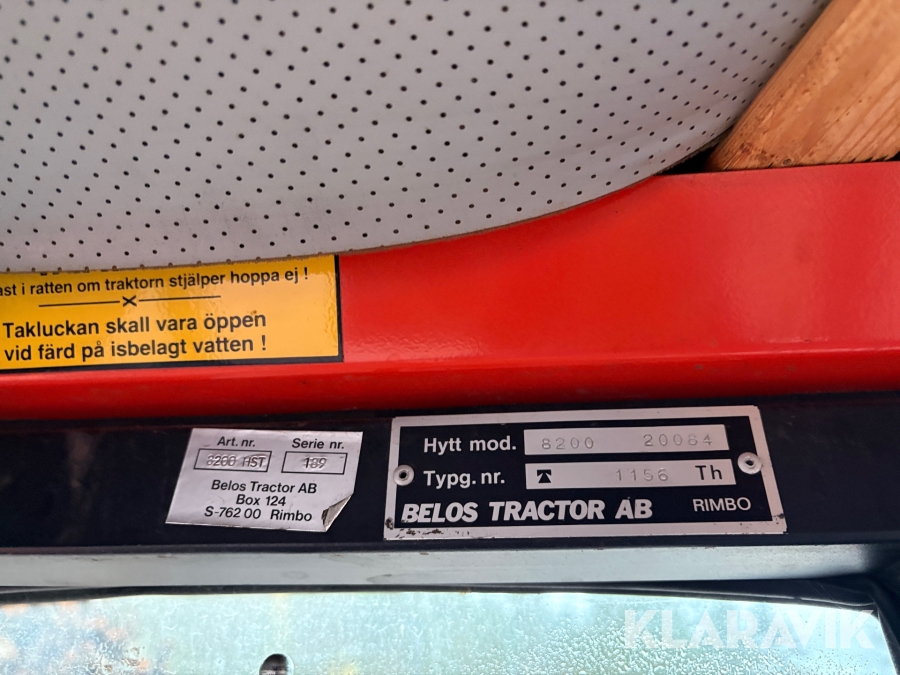 ast i ratten om traktorn stjälper hoppa ej !
X
Takluckan skall vara öppen
vid färd på isbelagt vatten !
Art. nr. Serie nr.
8200 HST 189
Belos Tractor AB
Box 124
S-762 00 Rimbo
Hytt mod. 8200 20084
Typg. nr. T 1156 Th
BELOS TRACTOR AB RIMBO
KLARAVIK